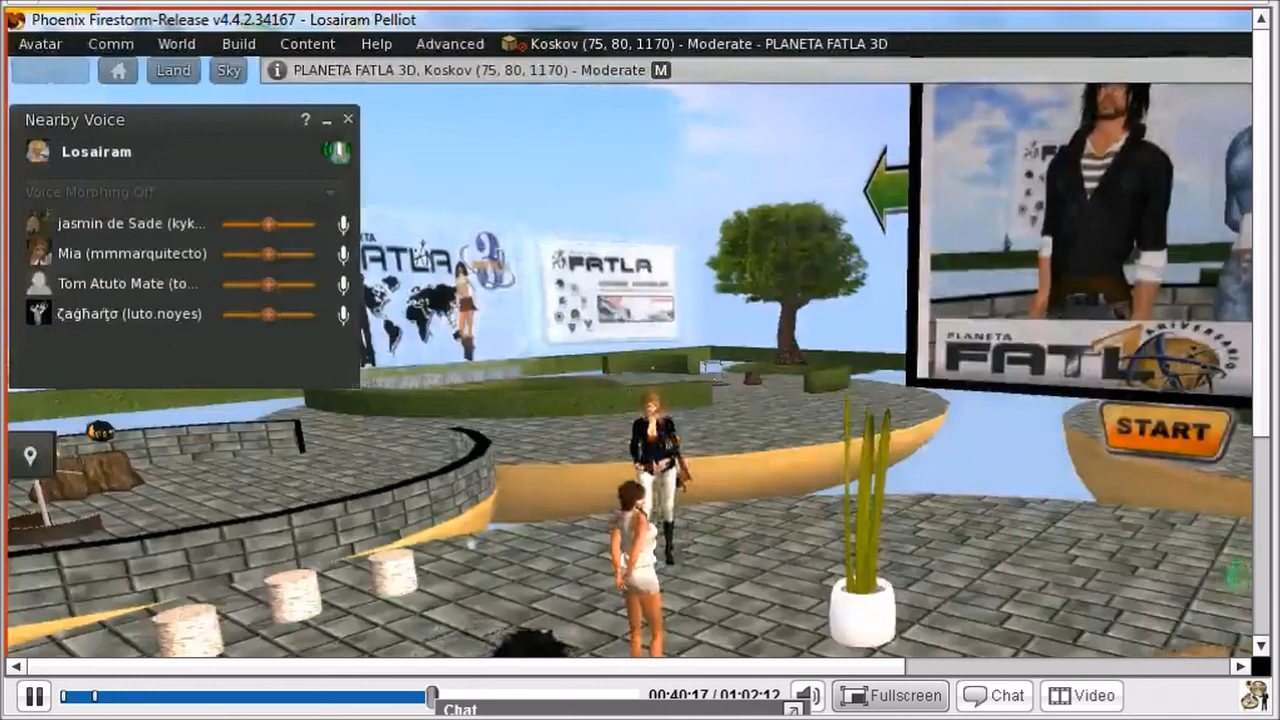 Phoenix Firestorm-Release v4.4.2.34167 - Losairam Pelliot
Avatar Comm World Build Content Help Advanced Koskov (75, 80, 1170) - Moderate - PLANETA FATLA 3D
Land Sky PLANETA FATLA 3D, Koskov (75, 80, 1170) - Moderate M
Nearby Voice ?
Losairam
Voice Morphing Off
jasmin de Sade (kyk...
Mia (mmmarquitecto)
Tom Atuto Mate (to...
ζαġħαŗţσ (luto.noyes)
FATLA
PLANETA
FATLA
ANIVERSARIO
START
00:40:17 / 01:02:12 Fullscreen Chat Video
Chat